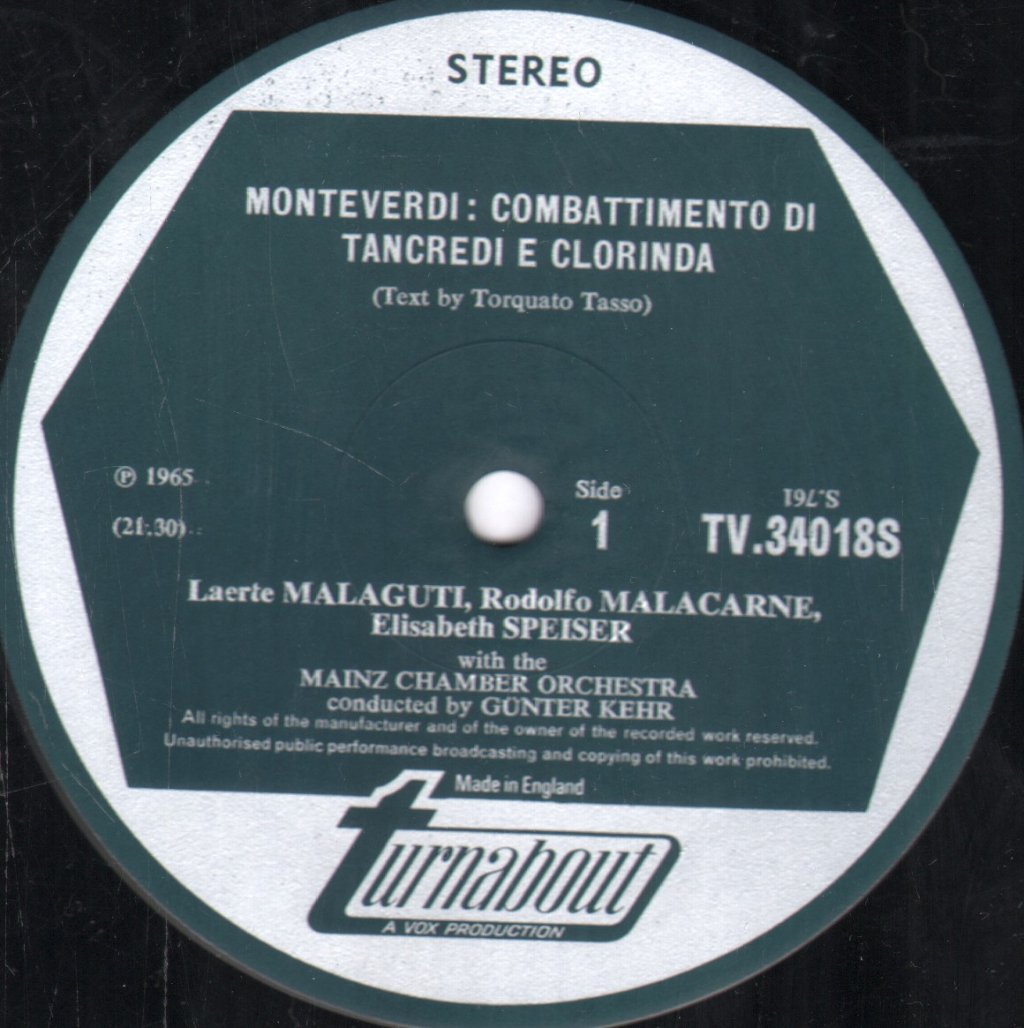 STEREO
MONTEVERDI: COMBATTIMENTO DI
TANCREDI E CLORINDA
(Text by Torquato Tasso)
℗ 1965
(21.30)
Side
1
S.761
TV.34018S
Laerte MALAGUTI, Rodolfo MALACARNE,
Elisabeth SPEISER
with the
MAINZ CHAMBER ORCHESTRA
conducted by GÜNTER KEHR
All rights of the manufacturer and of the owner of the recorded work reserved.
Unauthorised public performance broadcasting and copying of this work prohibited.
Made in England
turnabout
A VOX PRODUCTION